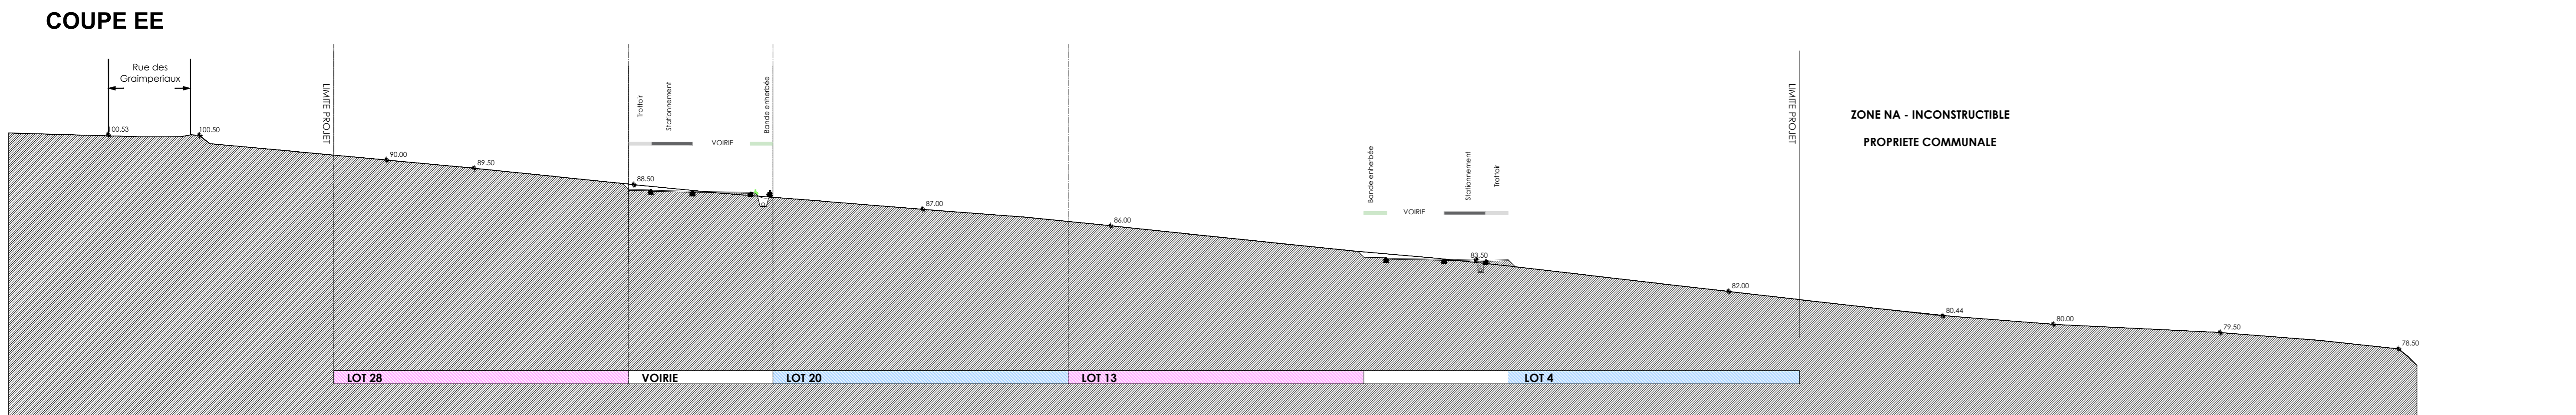 COUPE EE
Rue des
Graimperiaux
100.53
100.50
LIMITE PROJET
90.00
89.50
88.50
Trottoir
Stationnement
VOIRIE
Bande enherbée
87.00
86.00
Bande enherbée
VOIRIE
Stationnement
Trottoir
83.50
82.00
LIMITE PROJET
ZONE NA - INCONSTRUCTIBLE
PROPRIETE COMMUNALE
80.44
80.00
79.50
78.50
LOT 28
VOIRIE
LOT 20
LOT 13
LOT 4